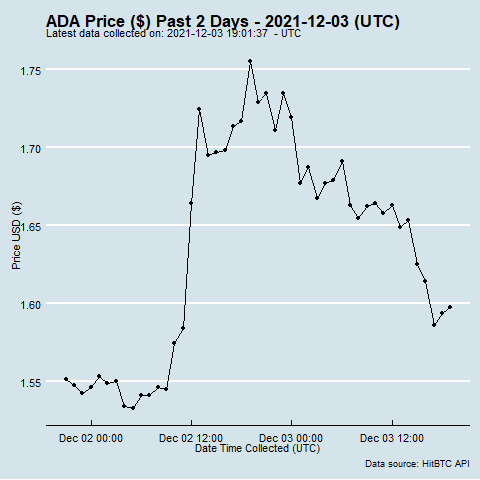 ADA Price ($) Past 2 Days - 2021-12-03 (UTC)
Latest data collected on: 2021-12-03 19:01:37 - UTC
Price USD ($)
1.75
1.70
1.65
1.60
1.55
Dec 02 00:00 Dec 02 12:00 Dec 03 00:00 Dec 03 12:00
Date Time Collected (UTC)
Data source: HitBTC API